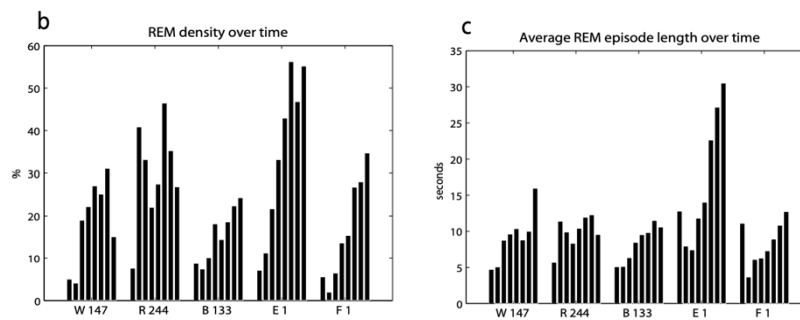 b
REM density over time
60
50
40
30
20
10
0
%
W 147
R 244
B 133
E 1
F 1
c
Average REM episode length over time
35
30
25
20
15
10
5
0
seconds
W 147
R 244
B 133
E 1
F 1